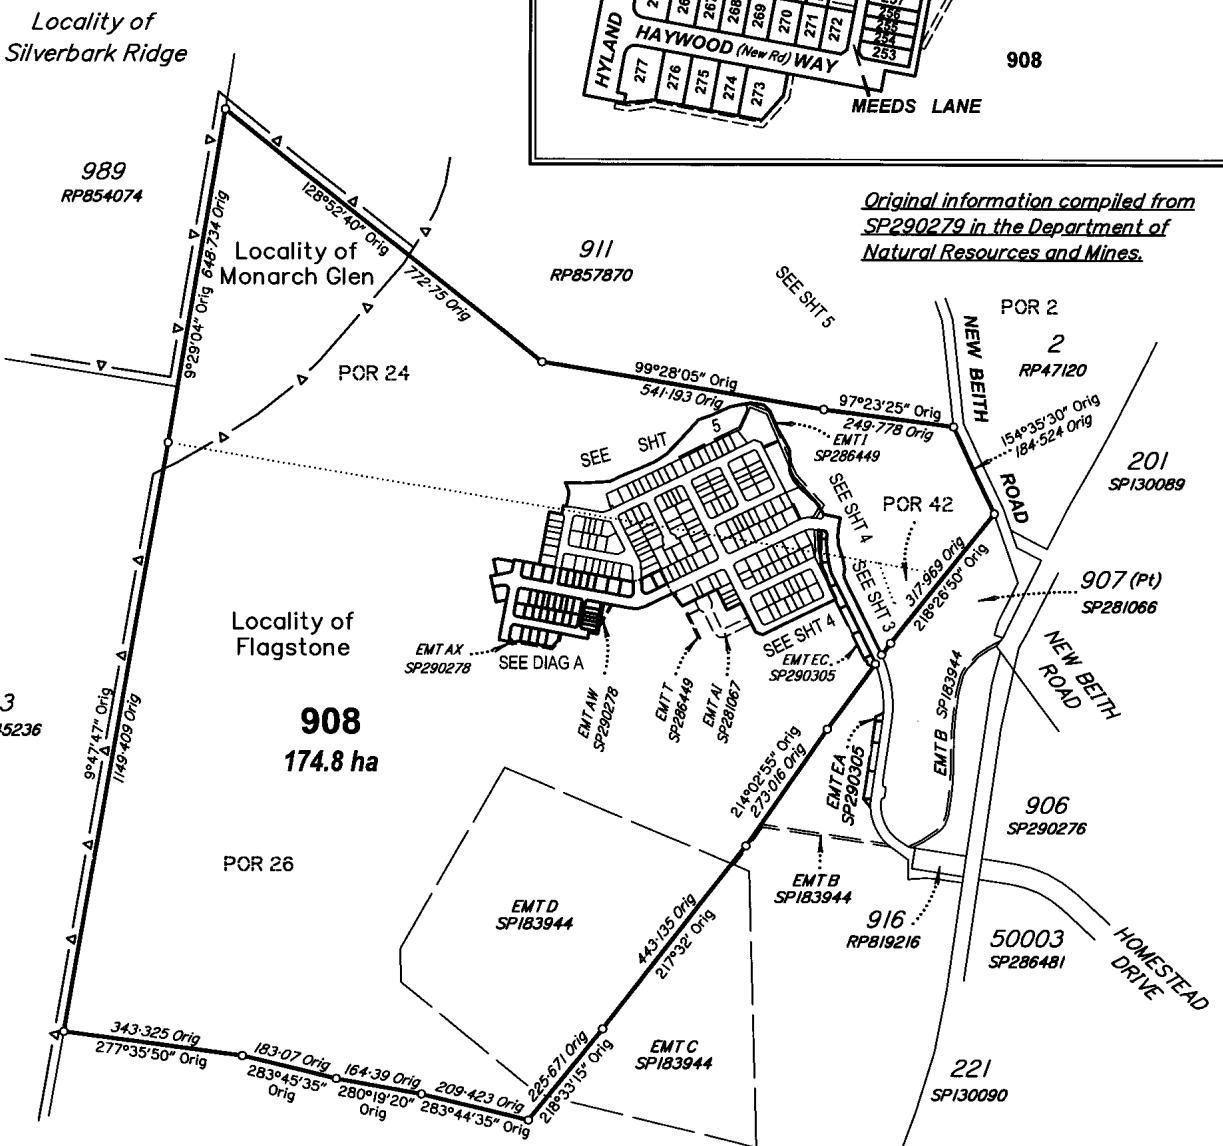 Locality of
Silverbark Ridge
HYLAND
267
268
269
270
271
272
256
255
254
253
HAYWOOD (New Rd) WAY
277
276
275
274
273
908
MEEDS LANE
989
RP854074
Original information compiled from
SP290279 in the Department of
Natural Resources and Mines.
128°52'40" Orig
772·75 Orig
9°29'04" Orig 648·734 Orig
Locality of
Monarch Glen
911
RP857870
SEE SHT 5
POR 2
2
RP47120
NEW BEITH
ROAD
POR 24
99°28'05" Orig
541·193 Orig
97°23'25" Orig
249·778 Orig
154°35'30" Orig
184·524 Orig
EMT I
SP286449
SEE SHT 5
201
SP130089
SEE SHT 4
POR 42
SEE SHT 3
317·969 Orig
218°26'50" Orig
907 (Pt)
SP281066
Locality of
Flagstone
EMT AX
SP290278
SEE DIAG A
SEE SHT 4
EMT EC
SP290305
NEW BEITH
ROAD
EMT AW
SP290278
EMT T
SP286449
EMT AI
SP281067
EMT B SP183944
3
5236
9°47'47" Orig
1149·409 Orig
908
174.8 ha
214°02'55" Orig
273·016 Orig
EMT EA
SP290305
906
SP290276
POR 26
EMT D
SP183944
EMT B
SP183944
443·135 Orig
217°32' Orig
916
RP819216
50003
SP286481
HOMESTEAD
DRIVE
343·325 Orig
277°35'50" Orig
183·07 Orig
283°45'35"
Orig
164·39 Orig
280°19'20"
Orig
209·423 Orig
283°44'35" Orig
225·671 Orig
218°33'15" Orig
EMT C
SP183944
221
SP130090